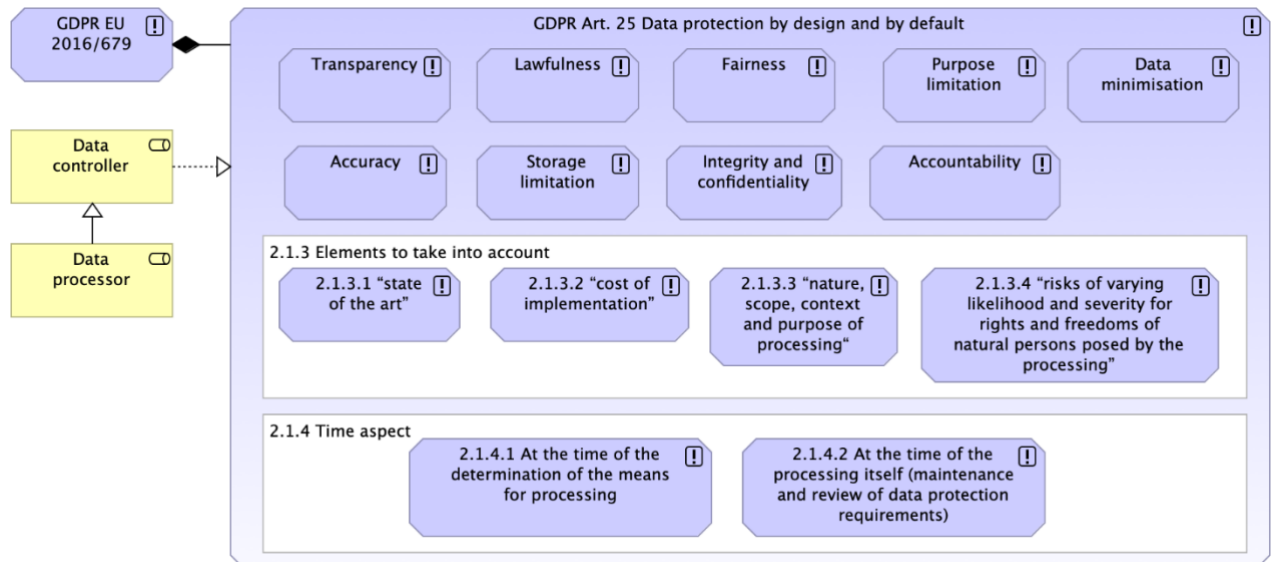 GDPR EU
2016/679
GDPR Art. 25 Data protection by design and by default
Transparency
Lawfulness
Fairness
Purpose
limitation
Data
minimisation
Data
controller
Accuracy
Storage
limitation
Integrity and
confidentiality
Accountability
Data
processor
2.1.3 Elements to take into account
2.1.3.1 “state
of the art”
2.1.3.2 “cost of
implementation”
2.1.3.3 “nature,
scope, context
and purpose of
processing“
2.1.3.4 “risks of varying
likelihood and severity for
rights and freedoms of
natural persons posed by the
processing”
2.1.4 Time aspect
2.1.4.1 At the time of the
determination of the means
for processing
2.1.4.2 At the time of the
processing itself (maintenance
and review of data protection
requirements)